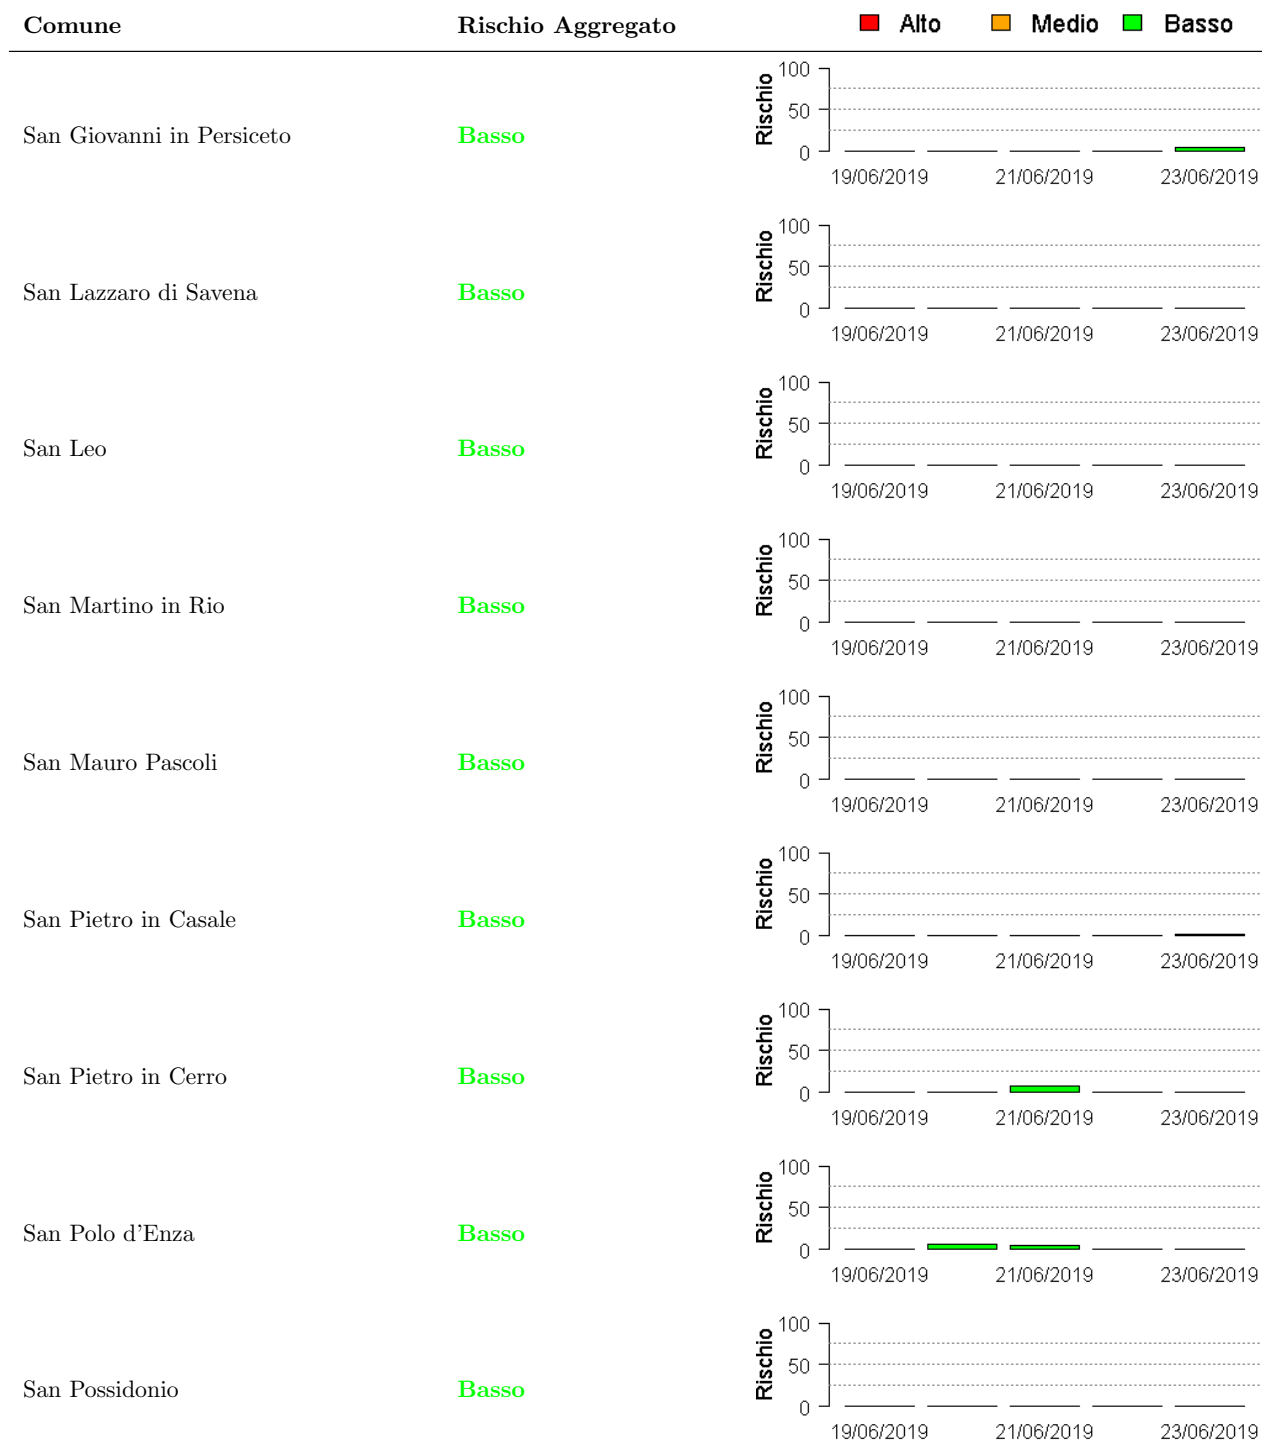 Comune Rischio Aggregato Alto Medio Basso
100
50
0
Rischio
San Giovanni in Persiceto Basso
19/06/2019 21/06/2019 23/06/2019
100
50
0
Rischio
San Lazzaro di Savena Basso
19/06/2019 21/06/2019 23/06/2019
100
50
0
Rischio
San Leo Basso
19/06/2019 21/06/2019 23/06/2019
100
50
0
Rischio
San Martino in Rio Basso
19/06/2019 21/06/2019 23/06/2019
100
50
0
Rischio
San Mauro Pascoli Basso
19/06/2019 21/06/2019 23/06/2019
100
50
0
Rischio
San Pietro in Casale Basso
19/06/2019 21/06/2019 23/06/2019
100
50
0
Rischio
San Pietro in Cerro Basso
19/06/2019 21/06/2019 23/06/2019
100
50
0
Rischio
San Polo d'Enza Basso
19/06/2019 21/06/2019 23/06/2019
100
50
0
Rischio
San Possidonio Basso
19/06/2019 21/06/2019 23/06/2019